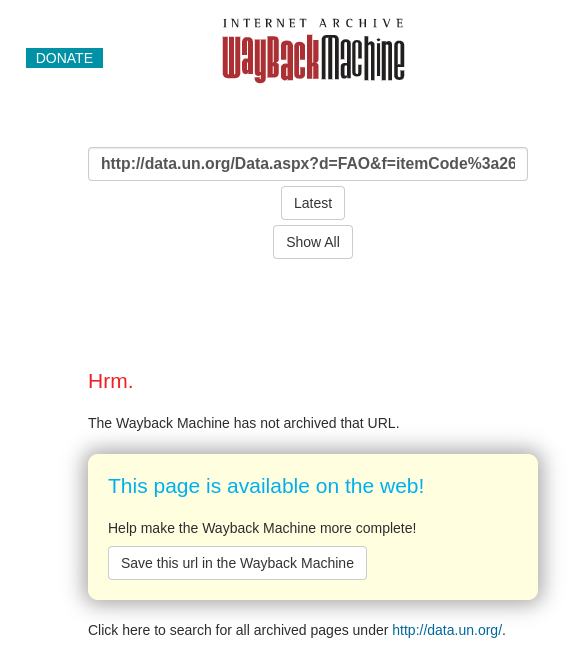 INTERNET ARCHIVE
WayBackMachine
DONATE
http://data.un.org/Data.aspx?d=FAO&f=itemCode%3a26
Latest
Show All
Hrm.
The Wayback Machine has not archived that URL.
This page is available on the web!
Help make the Wayback Machine more complete!
Save this url in the Wayback Machine
Click here to search for all archived pages under http://data.un.org/.